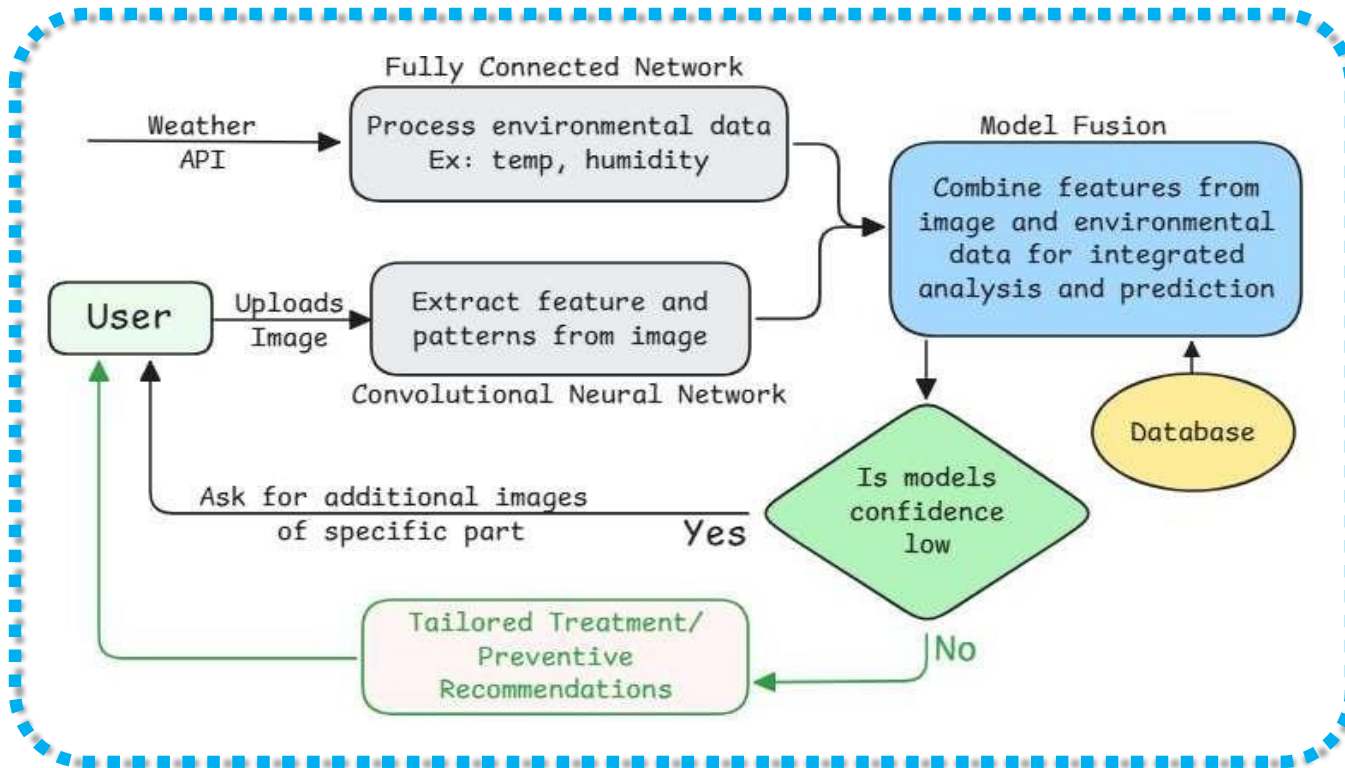 Fully Connected Network
Weather
API
Process environmental data
Ex: temp, humidity
Model Fusion
Combine features from
image and environmental
data for integrated
analysis and prediction
User
Uploads
Image
Extract feature and
patterns from image
Convolutional Neural Network
Database
Is models
confidence
low
Ask for additional images
of specific part
Yes
Tailored Treatment/
Preventive
Recommendations
No